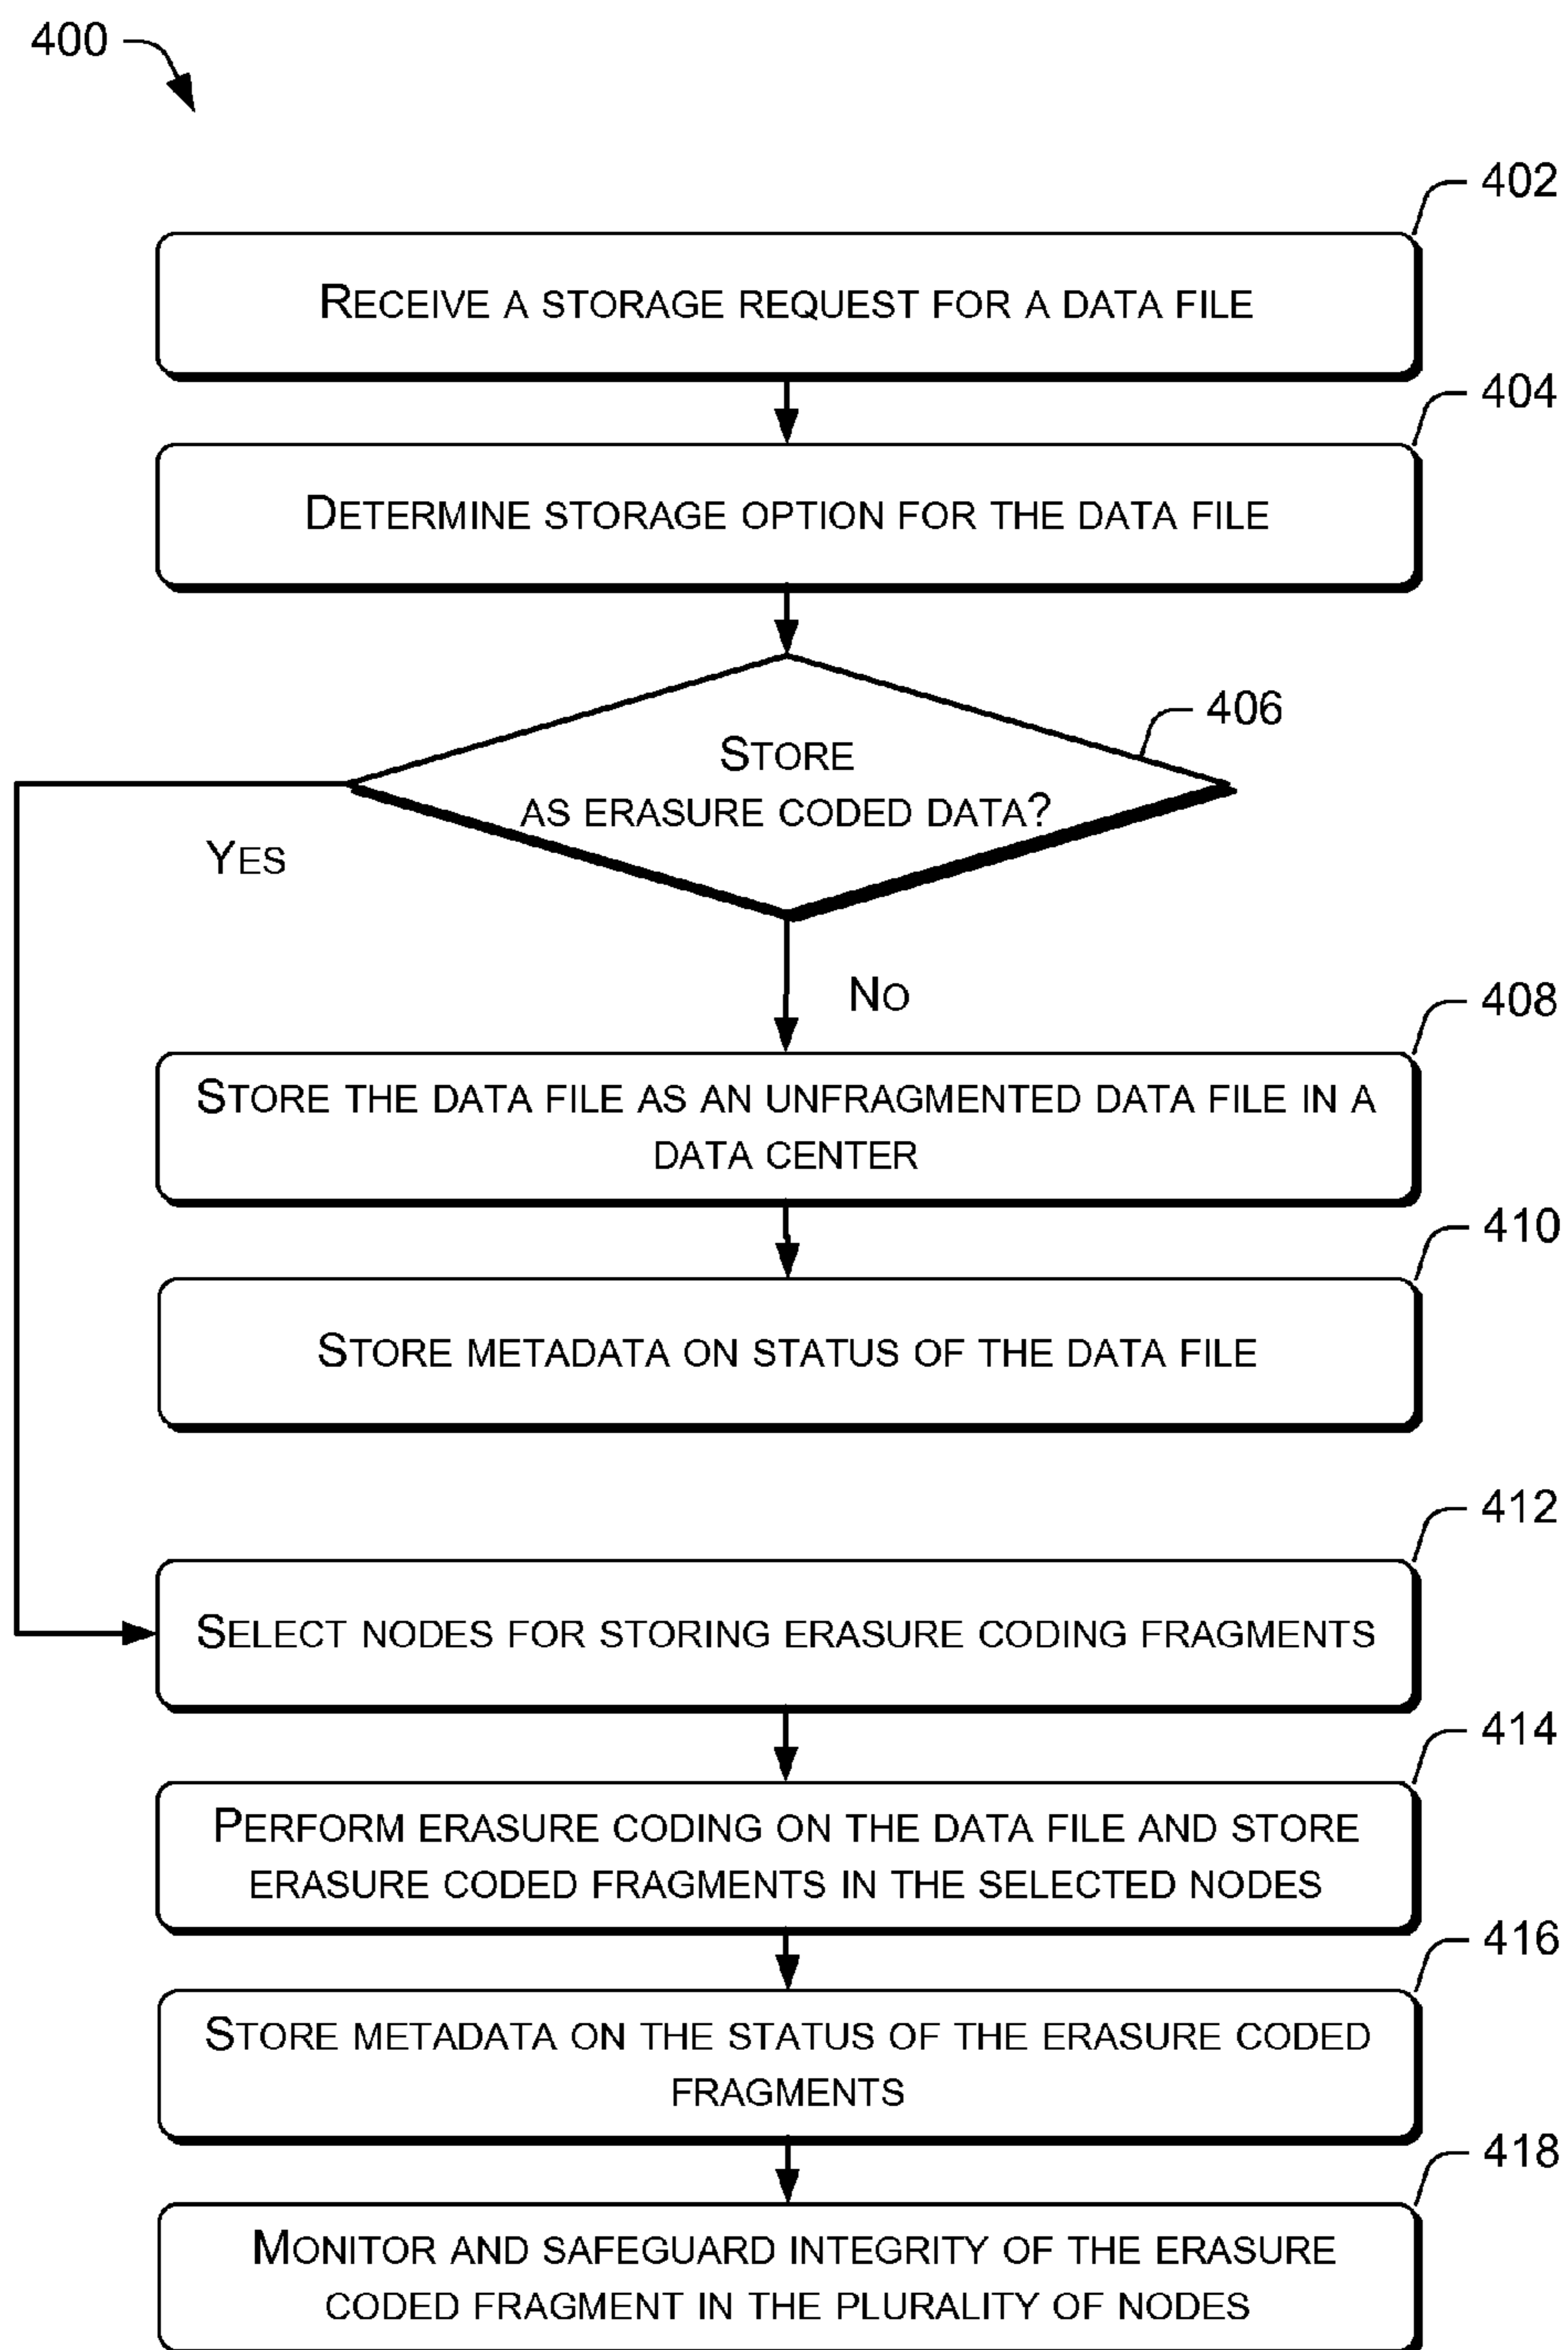 400
402
RECEIVE A STORAGE REQUEST FOR A DATA FILE
404
DETERMINE STORAGE OPTION FOR THE DATA FILE
406
STORE
AS ERASURE CODED DATA?
YES
NO
408
STORE THE DATA FILE AS AN UNFRAGMENTED DATA FILE IN A
DATA CENTER
410
STORE METADATA ON STATUS OF THE DATA FILE
412
SELECT NODES FOR STORING ERASURE CODING FRAGMENTS
414
PERFORM ERASURE CODING ON THE DATA FILE AND STORE
ERASURE CODED FRAGMENTS IN THE SELECTED NODES
416
STORE METADATA ON THE STATUS OF THE ERASURE CODED
FRAGMENTS
418
MONITOR AND SAFEGUARD INTEGRITY OF THE ERASURE
CODED FRAGMENT IN THE PLURALITY OF NODES